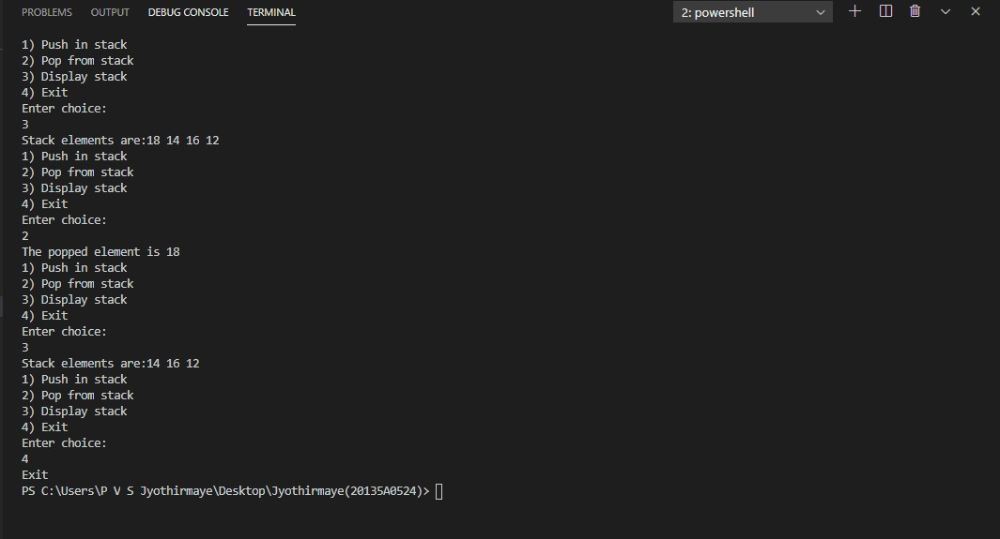 PROBLEMS OUTPUT DEBUG CONSOLE TERMINAL 2: powershell
1) Push in stack
2) Pop from stack
3) Display stack
4) Exit
Enter choice:
3
Stack elements are:18 14 16 12
1) Push in stack
2) Pop from stack
3) Display stack
4) Exit
Enter choice:
2
The popped element is 18
1) Push in stack
2) Pop from stack
3) Display stack
4) Exit
Enter choice:
3
Stack elements are:14 16 12
1) Push in stack
2) Pop from stack
3) Display stack
4) Exit
Enter choice:
4
Exit
PS C:\Users\P V S Jyothirmaye\Desktop\Jyothirmaye(20135A0524)>